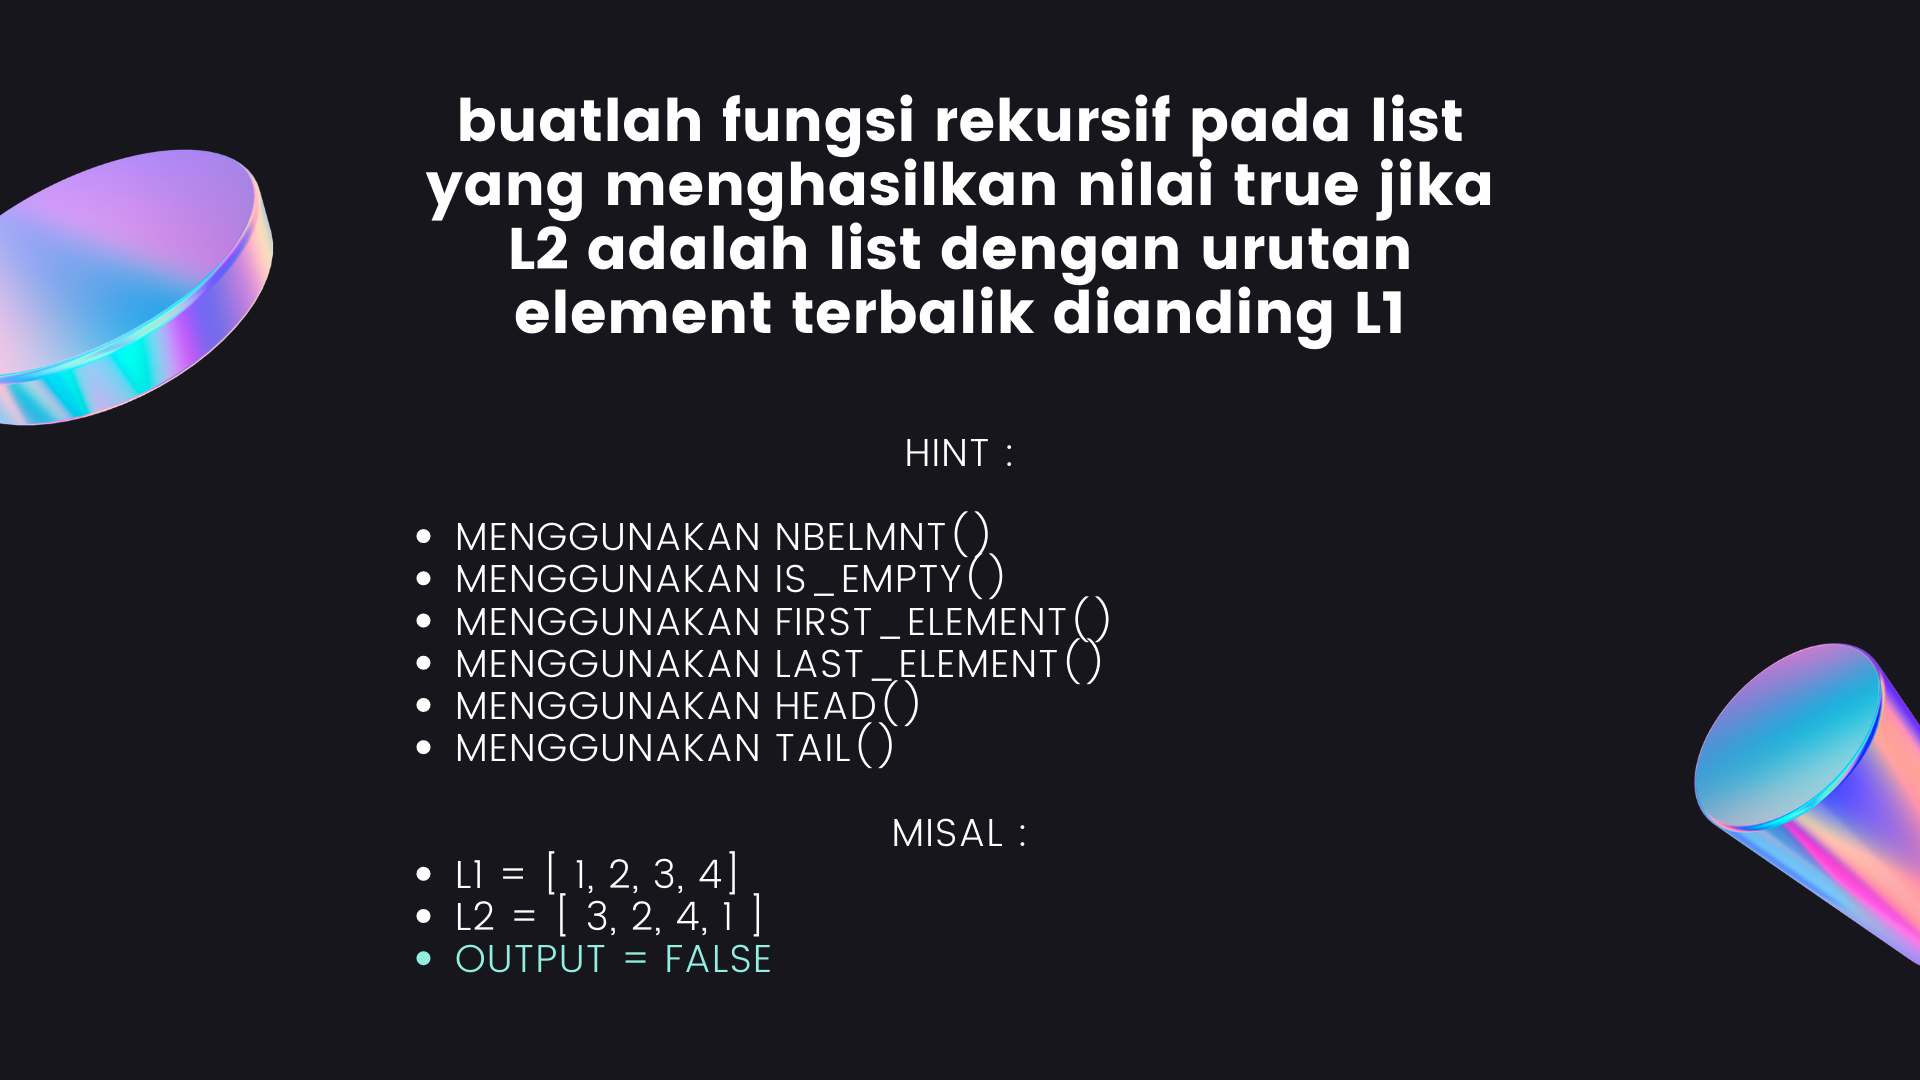 buatlah fungsi rekursif pada list
yang menghasilkan nilai true jika
L2 adalah list dengan urutan
element terbalik dianding L1
HINT :
• MENGGUNAKAN NBELMNT()
• MENGGUNAKAN IS_EMPTY()
• MENGGUNAKAN FIRST_ELEMENT()
• MENGGUNAKAN LAST_ELEMENT()
• MENGGUNAKAN HEAD()
• MENGGUNAKAN TAIL()
MISAL :
• L1 = [ 1, 2, 3, 4]
• L2 = [ 3, 2, 4, 1 ]
• OUTPUT = FALSE